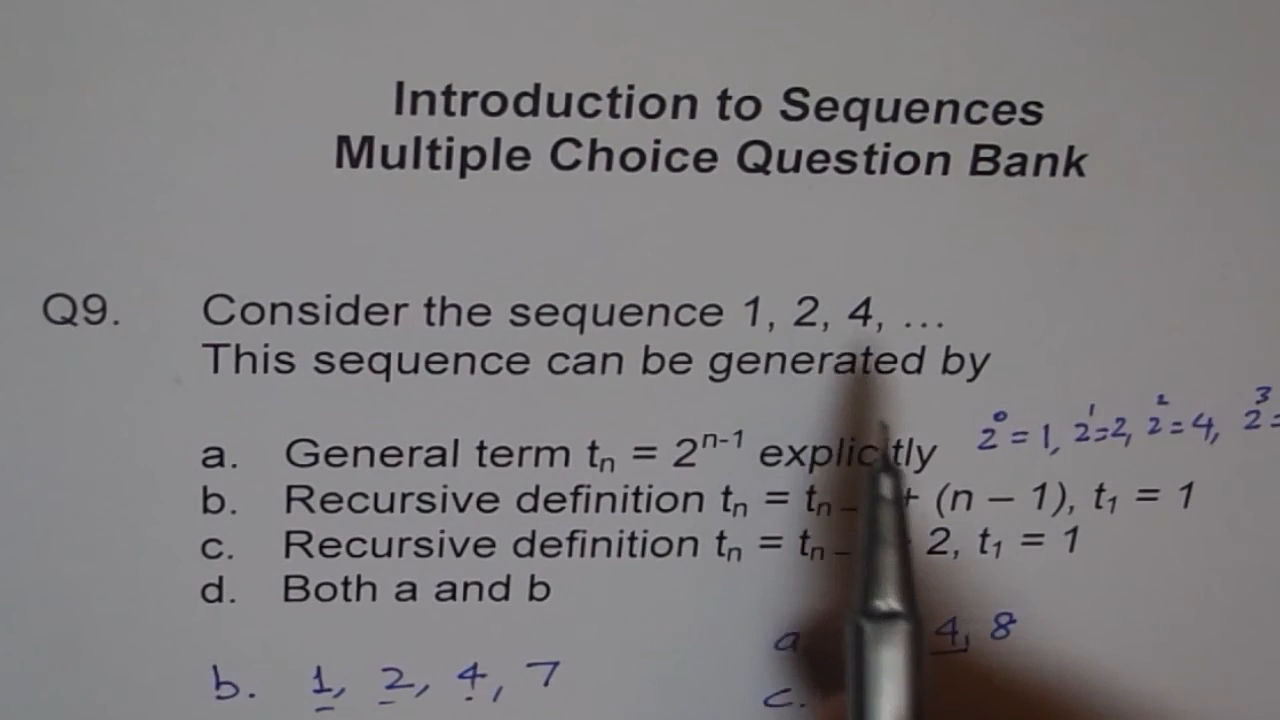 Introduction to Sequences
Multiple Choice Question Bank
Q9. Consider the sequence 1, 2, 4, ...
This sequence can be generated by
a. General term tₙ = 2ⁿ⁻¹ explicitly 2⁰ = 1, 2¹=2, 2²=4, 2³=
b. Recursive definition tₙ = tₙ₋ + (n – 1), t₁ = 1
c. Recursive definition tₙ = tₙ₋ 2, t₁ = 1
d. Both a and b
a 4, 8
b. 1, 2, 4, 7
c.